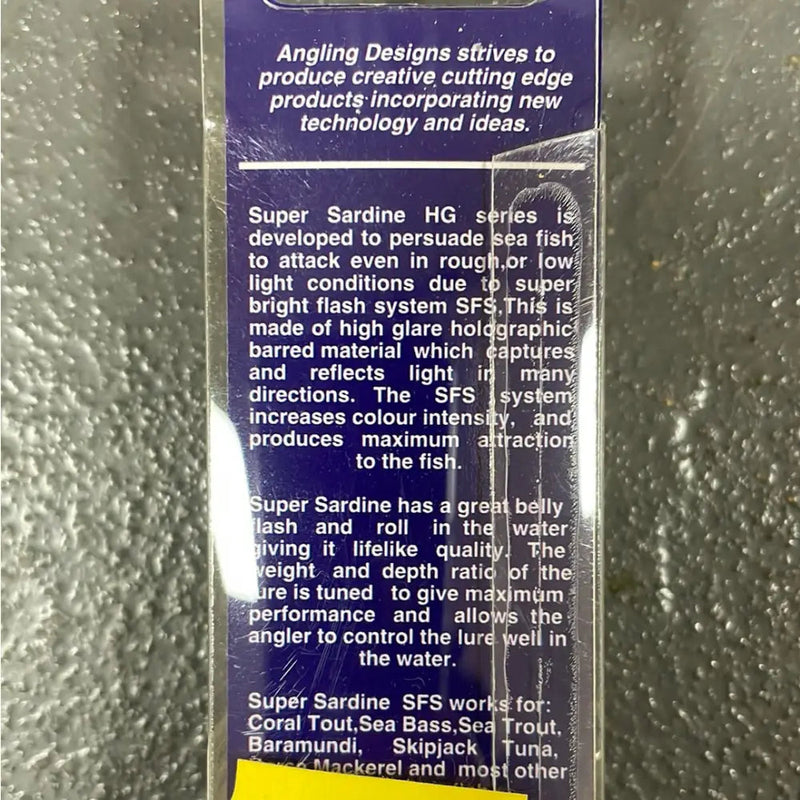 Angling Designs strives to
produce creative cutting edge
products incorporating new
technology and ideas.
Super Sardine HG series is
developed to persuade sea fish
to attack even in rough,or low
light conditions due to super
bright flash system SFS,This is
made of high glare holographic
barred material which captures
and reflects light in many
directions. The SFS system
increases colour intensity, and
produces maximum attraction
to the fish.
Super Sardine has a great belly
flash and roll in the water
giving it lifelike quality. The
weight and depth ratio of the
lure is tuned to give maximum
performance and allows the
angler to control the lure well in
the water.
Super Sardine SFS works for:
Coral Tout,Sea Bass,Sea Trout,
Baramundi, Skipjack Tuna,
Mackerel and most other